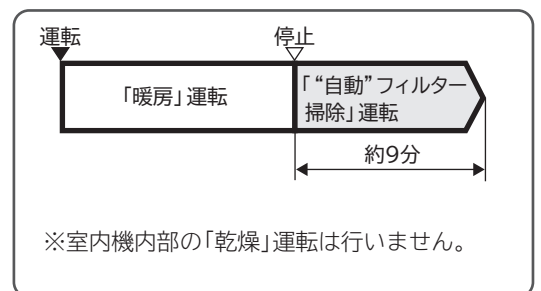 運転 停止
「暖房」運転
「“自動”フィルター
掃除」運転
約9分
※室内機内部の「乾燥」運転は行いません。